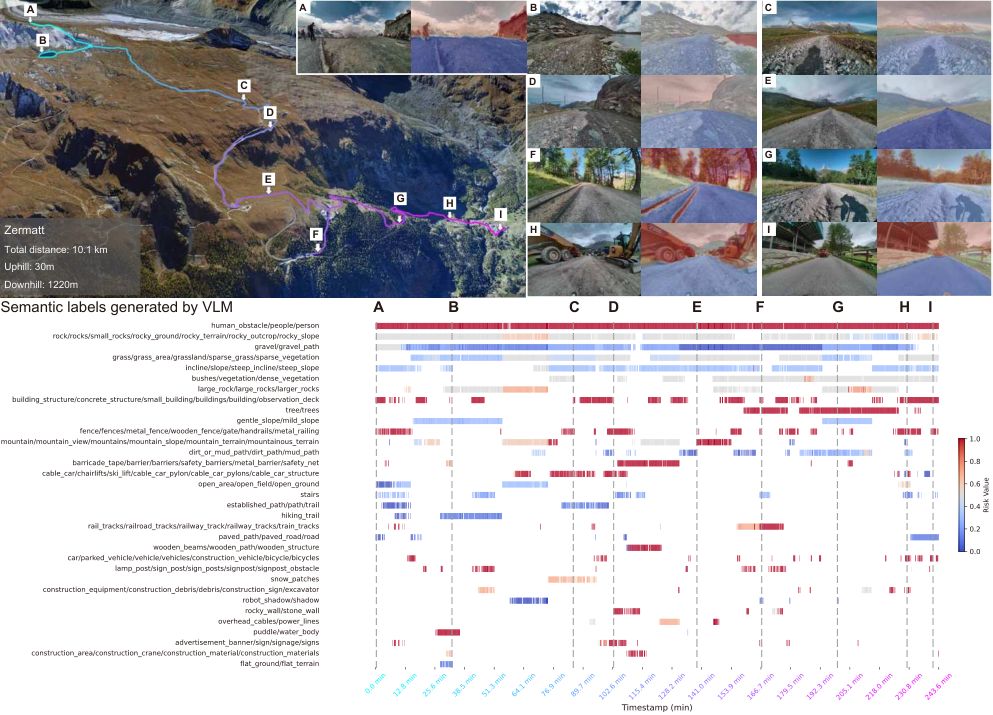 A
B
C
D
E
F
G
H
I
Zermatt
Total distance: 10.1 km
Uphill: 30m
Downhill: 1220m
A
B
C
D
E
F
G
H
I
Semantic labels generated by VLM
A B C D E F G H I
human_obstacle/people/person
rock/rocks/small_rocks/rocky_ground/rocky_terrain/rocky_outcrop/rocky_slope
gravel/gravel_path
grass/grass_area/grassland/sparse_grass/sparse_vegetation
incline/slope/steep_incline/steep_slope
bushes/vegetation/dense_vegetation
large_rock/large_rocks/larger_rocks
building_structure/concrete_structure/small_building/buildings/building/observation_deck
tree/trees
gentle_slope/mild_slope
fence/fences/metal_fence/wooden_fence/gate/handrails/metal_railing
mountain/mountain_view/mountains/mountain_slope/mountain_terrain/mountainous_terrain
dirt_or_mud_path/dirt_path/mud_path
barricade_tape/barrier/barriers/safety_barriers/metal_barrier/safety_net
cable_car/chairlifts/ski_lift/cable_car_pylon/cable_car_pylons/cable_car_structure
open_area/open_field/open_ground
stairs
established_path/path/trail
hiking_trail
rail_tracks/railroad_tracks/railway_track/railway_tracks/train_tracks
paved_path/paved_road/road
wooden_beams/wooden_path/wooden_structure
car/parked_vehicle/vehicle/vehicles/construction_vehicle/bicycle/bicycles
lamp_post/sign_post/sign_posts/signpost/signpost_obstacle
snow_patches
construction_equipment/construction_debris/debris/construction_sign/excavator
robot_shadow/shadow
rocky_wall/stone_wall
overhead_cables/power_lines
puddle/water_body
advertisement_banner/sign/signage/signs
construction_area/construction_crane/construction_material/construction_materials
flat_ground/flat_terrain
0.0 min
12.8 min
25.6 min
38.5 min
51.3 min
64.1 min
76.9 min
89.7 min
102.6 min
115.4 min
128.2 min
141.0 min
153.9 min
166.7 min
179.5 min
192.3 min
205.1 min
218.0 min
230.8 min
243.6 min
Timestamp (min)
1.0
0.8
0.6
0.4
0.2
0.0
Risk Value